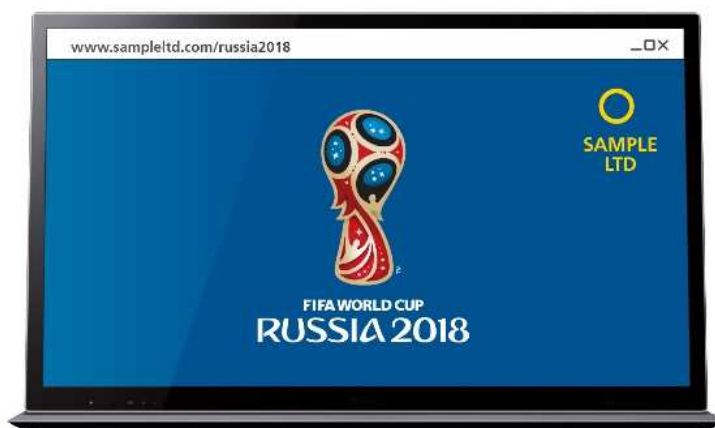 www.sampleltd.com/russia2018
SAMPLE
LTD
FIFA WORLD CUP
RUSSIA 2018